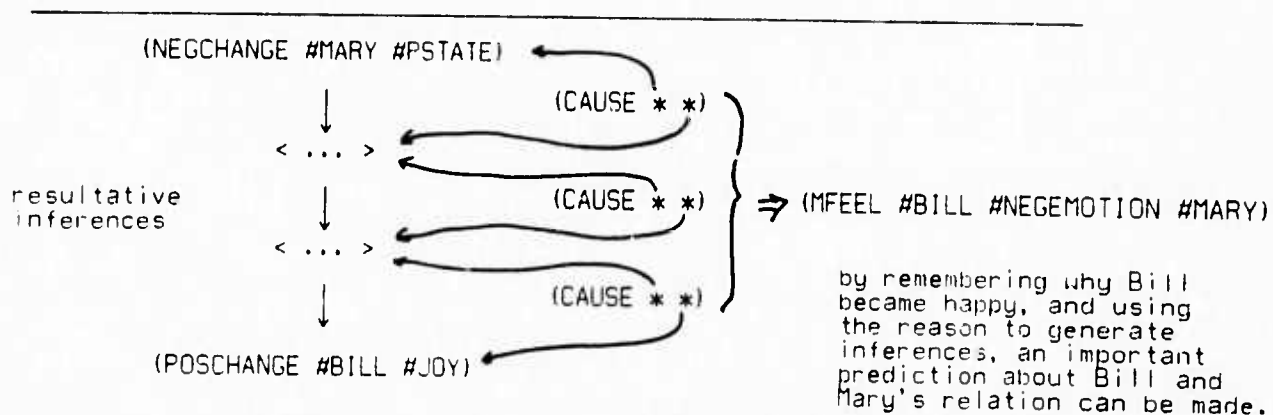 (NEGCHANGE #MARY #PSTATE)
(CAUSE * *)
< ... >
resultative
inferences
(CAUSE * *)
⇒ (MFEEL #BILL #NEGEMOTION #MARY)
< ... >
(CAUSE * *)
(POSCHANGE #BILL #JOY)
by remembering why Bill
became happy, and using
the reason to generate
inferences, an important
prediction about Bill and
Mary's relation can be made.